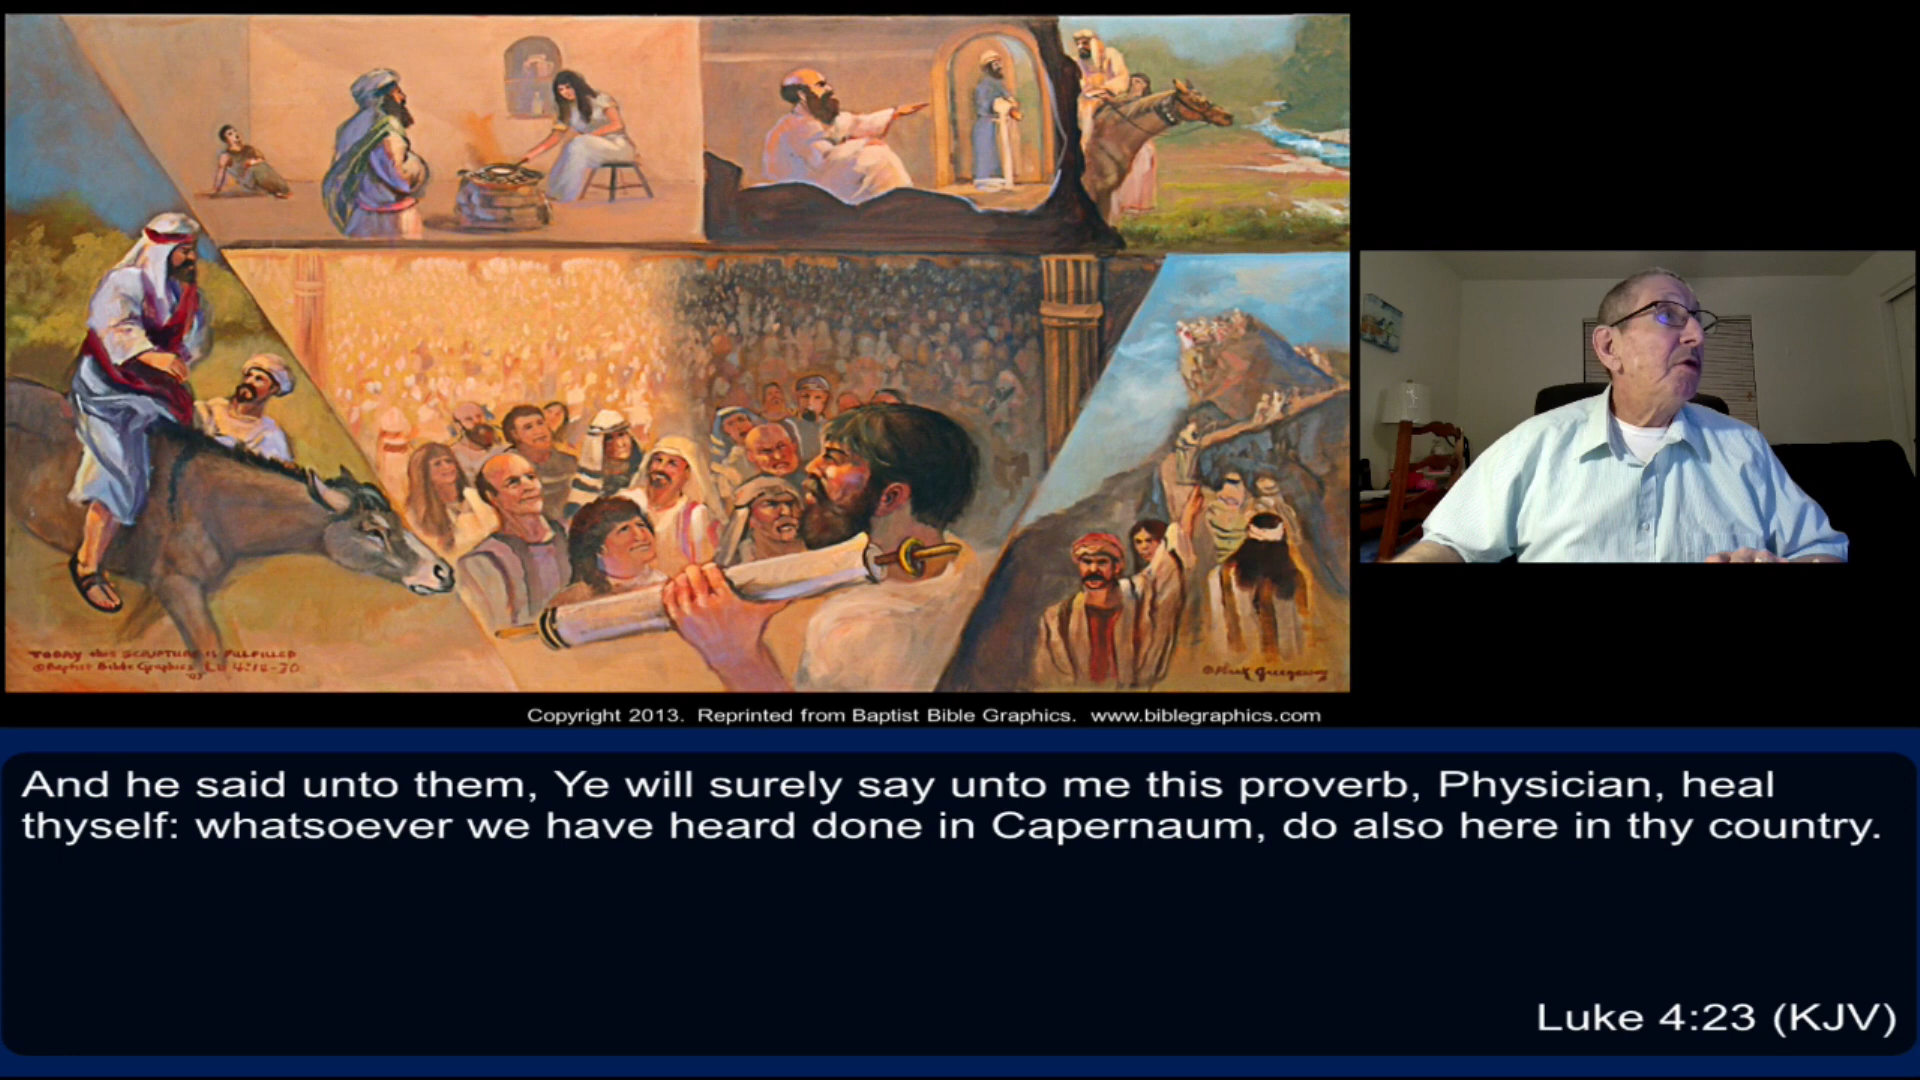 TODAY this SCRIPTURE is FULFILLED
©Baptist Bible Graphics Lu 4:14-30
Copyright 2013. Reprinted from Baptist Bible Graphics. www.biblegraphics.com
And he said unto them, Ye will surely say unto me this proverb, Physician, heal
thyself: whatsoever we have heard done in Capernaum, do also here in thy country.
Luke 4:23 (KJV)